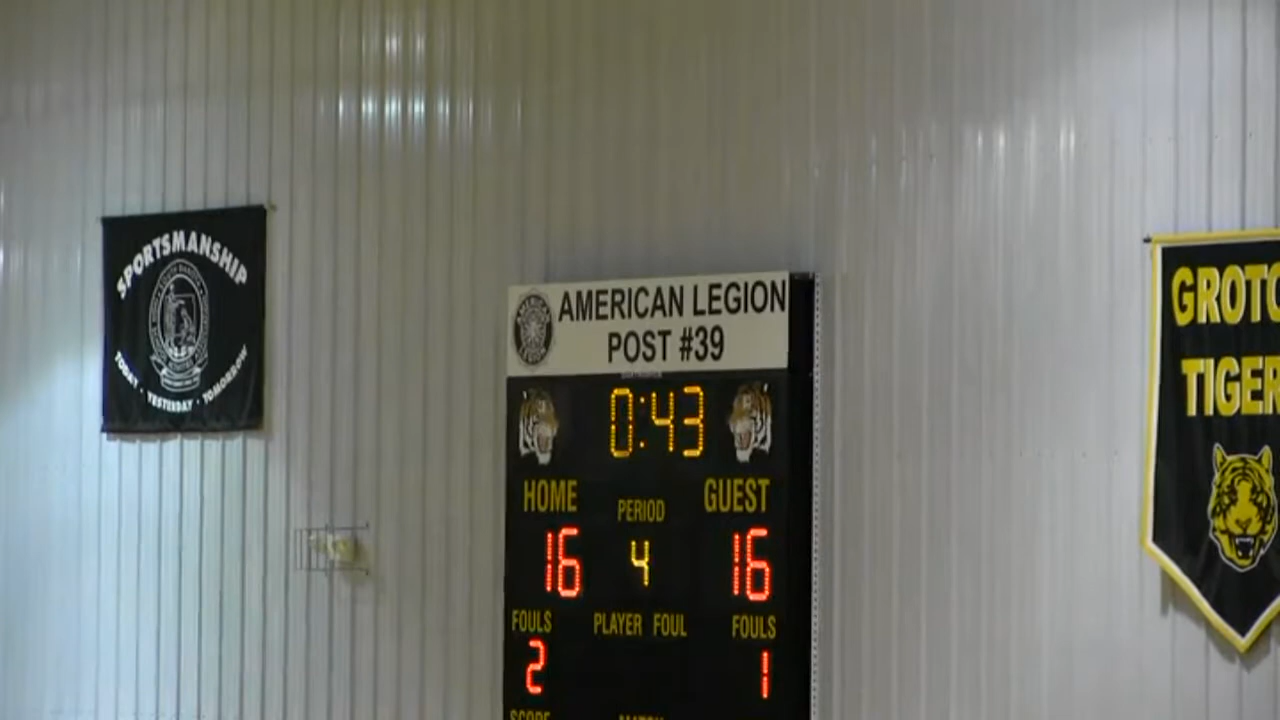 SPORTSMANSHIP
TODAY · YESTERDAY · TOMORROW
AMERICAN LEGION
POST #39
0:43
HOME PERIOD GUEST
16 4 16
FOULS PLAYER FOUL FOULS
2 1
GROTO
TIGER